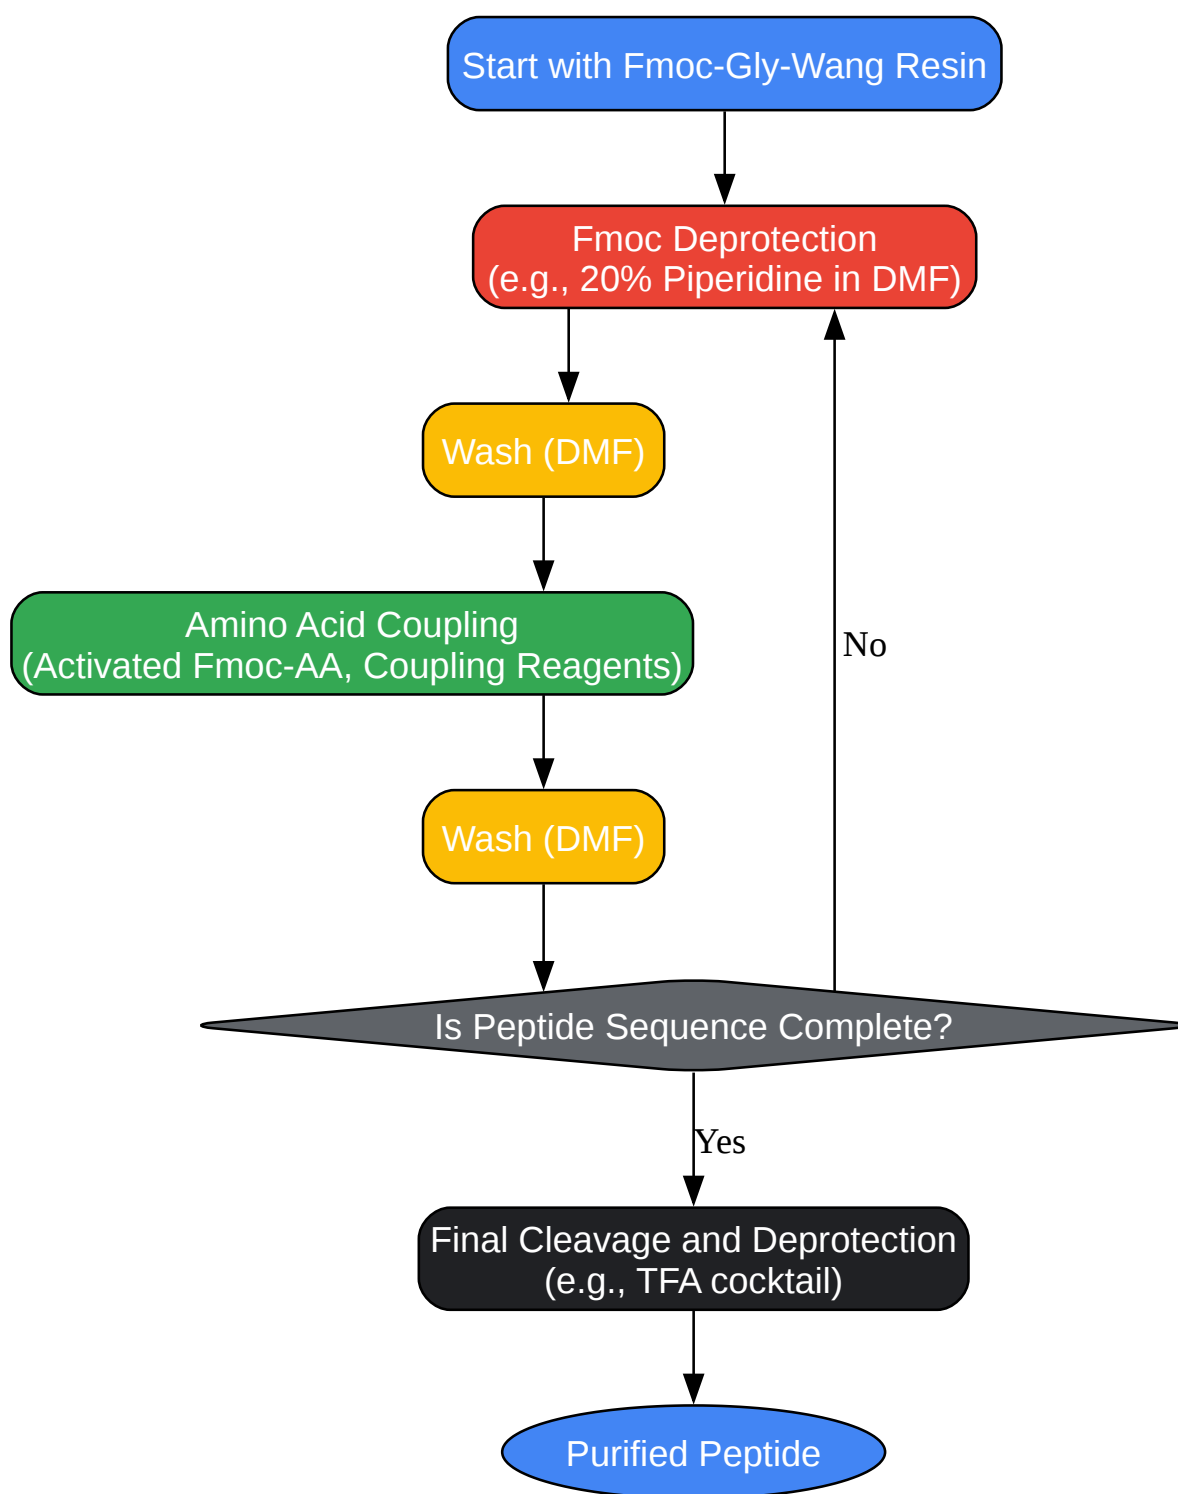 Start with Fmoc-Gly-Wang Resin
Fmoc Deprotection
(e.g., 20% Piperidine in DMF)
Wash (DMF)
Amino Acid Coupling
(Activated Fmoc-AA, Coupling Reagents)
No
Wash (DMF)
Is Peptide Sequence Complete?
Yes
Final Cleavage and Deprotection
(e.g., TFA cocktail)
Purified Peptide